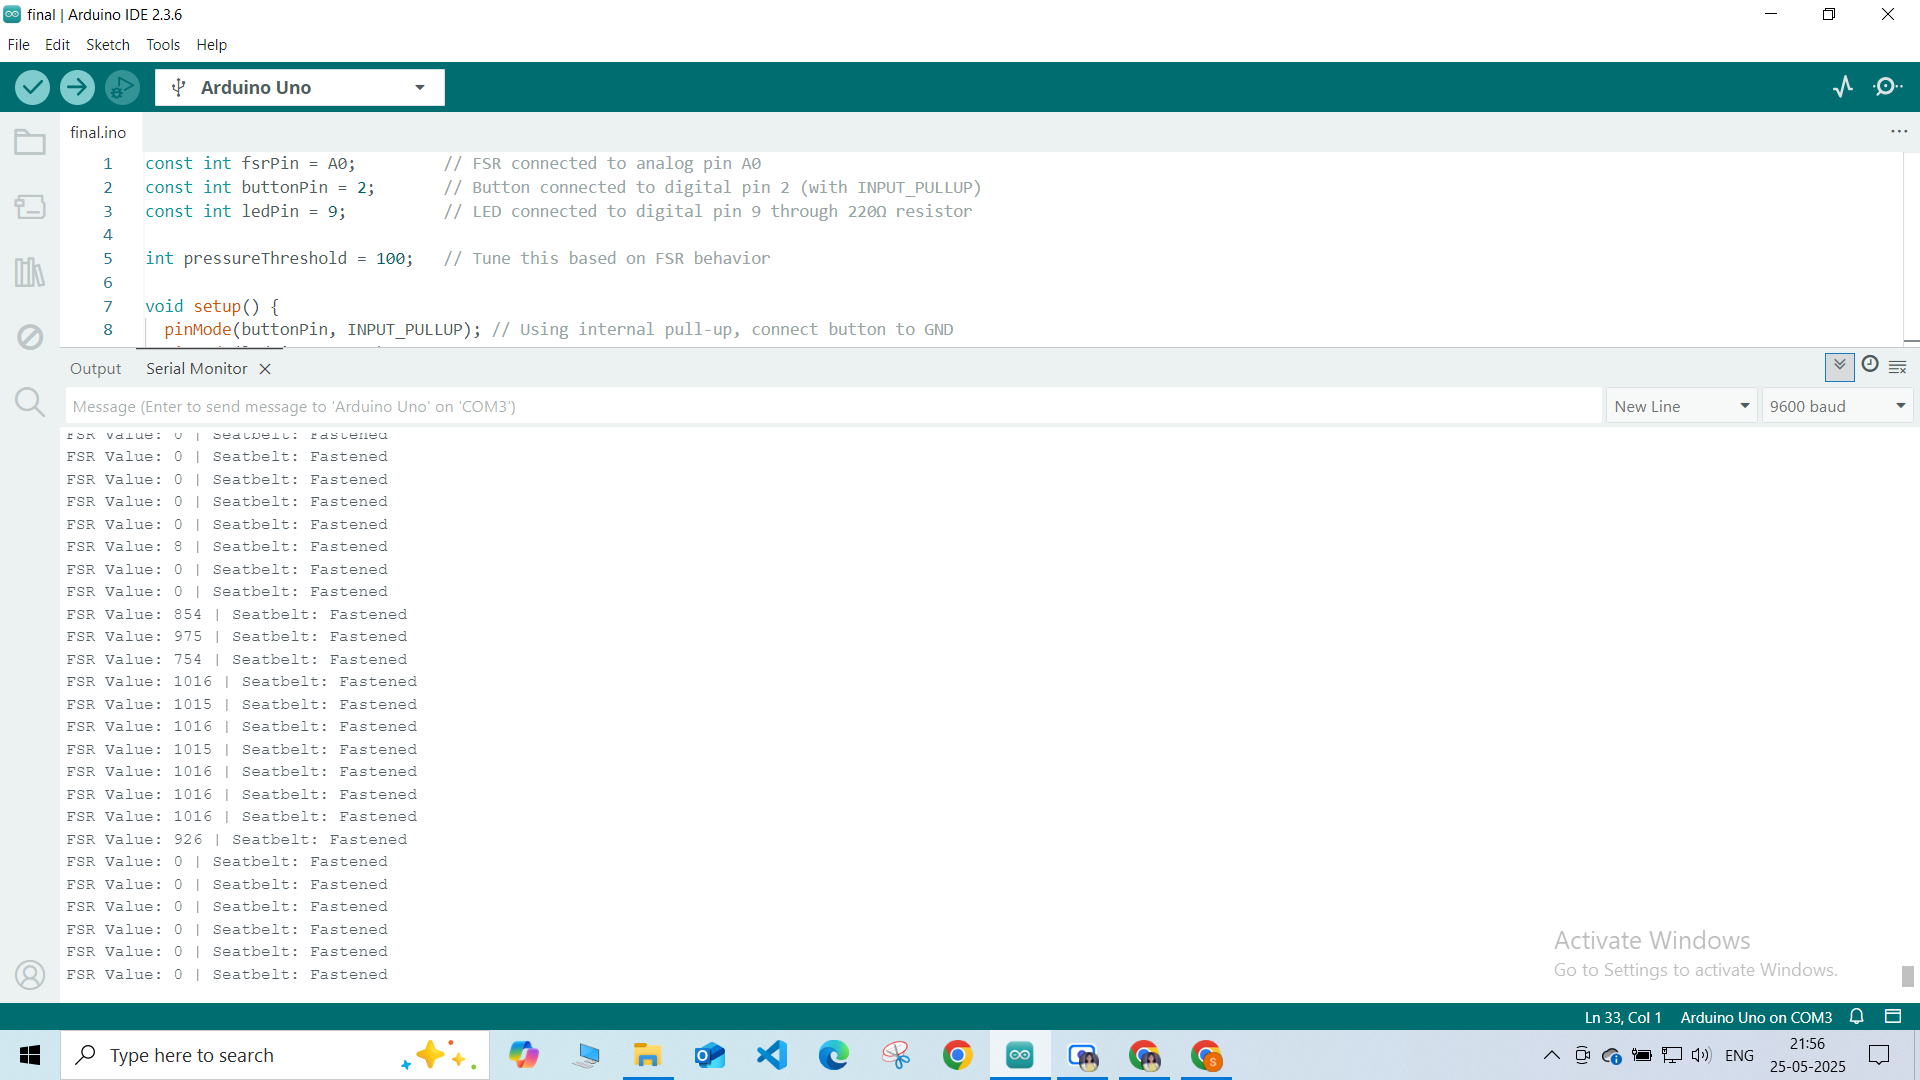 final | Arduino IDE 2.3.6
File Edit Sketch Tools Help
Arduino Uno
final.ino
1 const int fsrPin = A0; // FSR connected to analog pin A0
2 const int buttonPin = 2; // Button connected to digital pin 2 (with INPUT_PULLUP)
3 const int ledPin = 9; // LED connected to digital pin 9 through 220Ω resistor
4
5 int pressureThreshold = 100; // Tune this based on FSR behavior
6
7 void setup() {
8 pinMode(buttonPin, INPUT_PULLUP); // Using internal pull-up, connect button to GND
Output Serial Monitor
Message (Enter to send message to 'Arduino Uno' on 'COM3') New Line 9600 baud
FSR Value: 0 | Seatbelt: Fastened
FSR Value: 0 | Seatbelt: Fastened
FSR Value: 0 | Seatbelt: Fastened
FSR Value: 0 | Seatbelt: Fastened
FSR Value: 0 | Seatbelt: Fastened
FSR Value: 8 | Seatbelt: Fastened
FSR Value: 0 | Seatbelt: Fastened
FSR Value: 0 | Seatbelt: Fastened
FSR Value: 854 | Seatbelt: Fastened
FSR Value: 975 | Seatbelt: Fastened
FSR Value: 754 | Seatbelt: Fastened
FSR Value: 1016 | Seatbelt: Fastened
FSR Value: 1015 | Seatbelt: Fastened
FSR Value: 1016 | Seatbelt: Fastened
FSR Value: 1015 | Seatbelt: Fastened
FSR Value: 1016 | Seatbelt: Fastened
FSR Value: 1016 | Seatbelt: Fastened
FSR Value: 1016 | Seatbelt: Fastened
FSR Value: 926 | Seatbelt: Fastened
FSR Value: 0 | Seatbelt: Fastened
FSR Value: 0 | Seatbelt: Fastened
FSR Value: 0 | Seatbelt: Fastened
FSR Value: 0 | Seatbelt: Fastened
FSR Value: 0 | Seatbelt: Fastened
FSR Value: 0 | Seatbelt: Fastened
Activate Windows
Go to Settings to activate Windows.
Ln 33, Col 1 Arduino Uno on COM3
Type here to search
S
ENG
21:56
25-05-2025